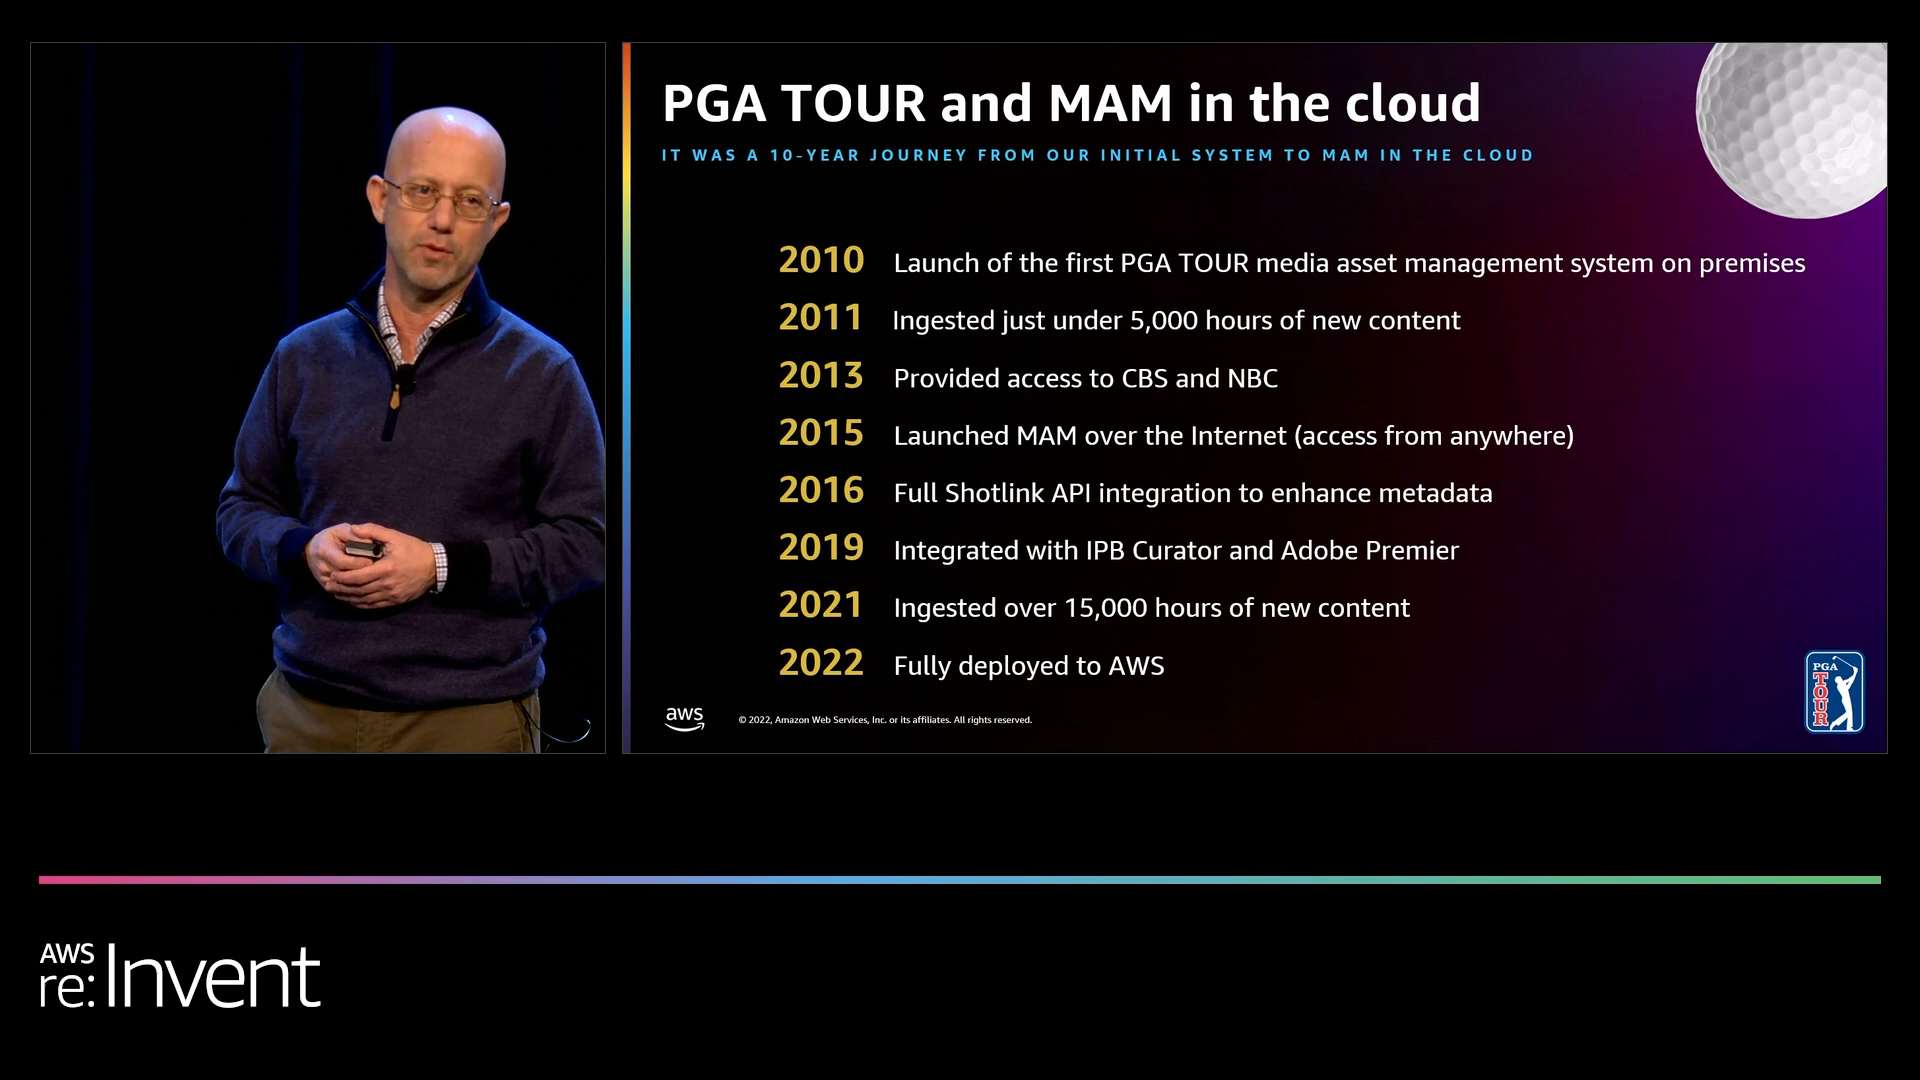 PGA TOUR and MAM in the cloud
IT WAS A 10-YEAR JOURNEY FROM OUR INITIAL SYSTEM TO MAM IN THE CLOUD
2010 Launch of the first PGA TOUR media asset management system on premises
2011 Ingested just under 5,000 hours of new content
2013 Provided access to CBS and NBC
2015 Launched MAM over the Internet (access from anywhere)
2016 Full Shotlink API integration to enhance metadata
2019 Integrated with IPB Curator and Adobe Premier
2021 Ingested over 15,000 hours of new content
2022 Fully deployed to AWS
aws © 2022, Amazon Web Services, Inc. or its affiliates. All rights reserved.
PGA
TOUR
AWS
re:Invent